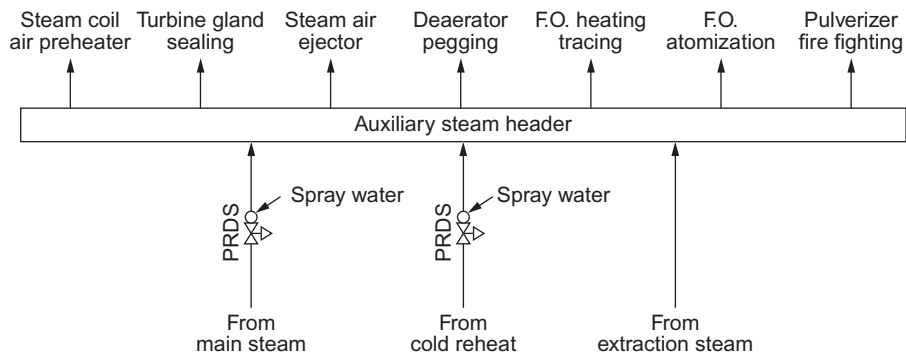 Steam coil
air preheater
Turbine gland
sealing
Steam air
ejector
Deaerator
pegging
F.O. heating
tracing
F.O.
atomization
Pulverizer
fire fighting
Auxiliary steam header
Spray water
PRDS
Spray water
PRDS
From
main steam
From
cold reheat
From
extraction steam